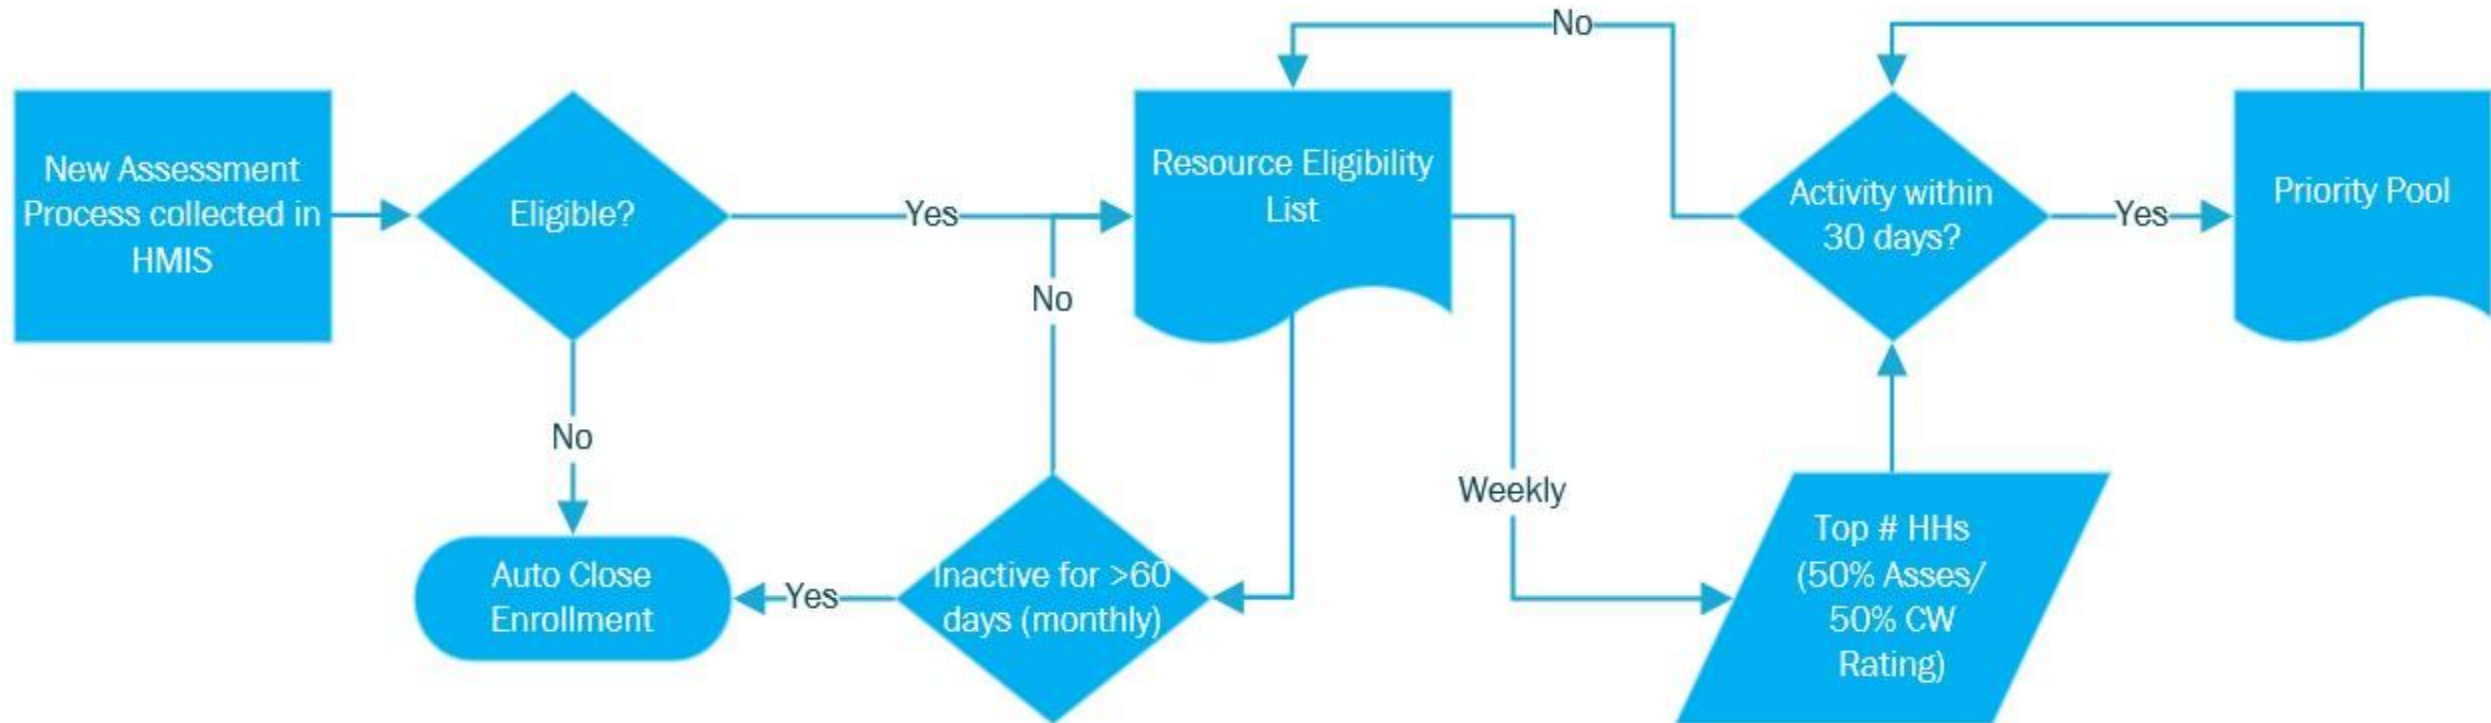 New Assessment
Process collected in
HMIS
Eligible?
Yes
No
Auto Close
Enrollment
Yes
Inactive for >60
days (monthly)
No
Resource Eligibility
List
Weekly
Top # HHs
(50% Asses/
50% CW
Rating)
Activity within
30 days?
No
Yes
Priority Pool